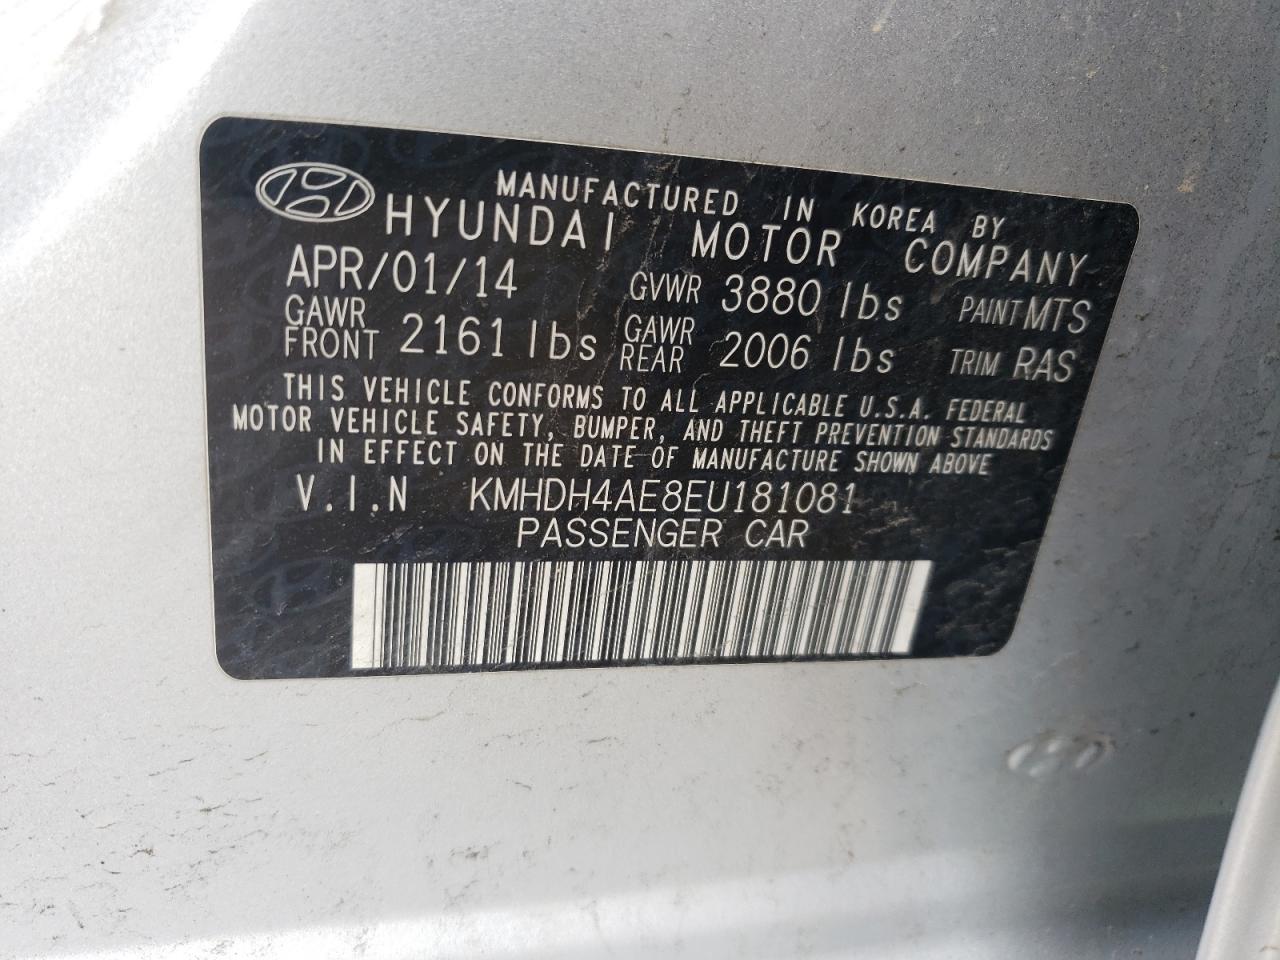 MANUFACTURED IN KOREA BY
HYUNDAI MOTOR COMPANY
APR/01/14 GVWR 3880 lbs PAINT MTS
GAWR FRONT 2161 lbs GAWR REAR 2006 lbs TRIM RAS
THIS VEHICLE CONFORMS TO ALL APPLICABLE U.S.A. FEDERAL
MOTOR VEHICLE SAFETY, BUMPER, AND THEFT PREVENTION STANDARDS
IN EFFECT ON THE DATE OF MANUFACTURE SHOWN ABOVE
V.I.N KMHDH4AE8EU181081
PASSENGER CAR